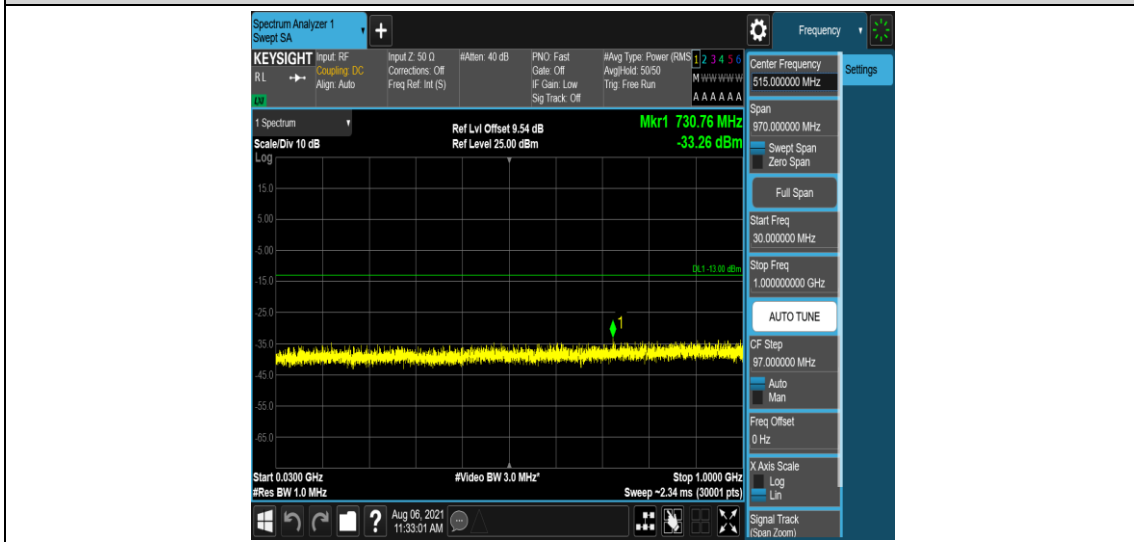 Spectrum Analyzer 1
Swept SA
+
Frequency
KEYSIGHT
RL
LXI
Input: RF
Coupling: DC
Align: Auto
Input Z: 50 Ω
Corrections: Off
Freq Ref: Int (S)
#Atten: 40 dB
PNO: Fast
Gate: Off
IF Gain: Low
Sig Track: Off
#Avg Type: Power (RMS
Avg|Hold: 50/50
Trig: Free Run
1 2 3 4 5 6
M W W W W W
A A A A A A
1 Spectrum
Scale/Div 10 dB
Log
Ref Lvl Offset 9.54 dB
Ref Level 25.00 dBm
Mkr1 730.76 MHz
-33.26 dBm
15.0
5.00
-5.00
DL1 -13.00 dBm
-15.0
-25.0
1
-35.0
-45.0
-55.0
-65.0
Start 0.0300 GHz
#Res BW 1.0 MHz
#Video BW 3.0 MHz*
Stop 1.0000 GHz
Sweep ~2.34 ms (30001 pts)
?
Aug 06, 2021
11:33:01 AM
Center Frequency
515.000000 MHz
Settings
Span
970.000000 MHz
Swept Span
Zero Span
Full Span
Start Freq
30.000000 MHz
Stop Freq
1.000000000 GHz
AUTO TUNE
CF Step
97.000000 MHz
Auto
Man
Freq Offset
0 Hz
X Axis Scale
Log
Lin
Signal Track
(Span Zoom)